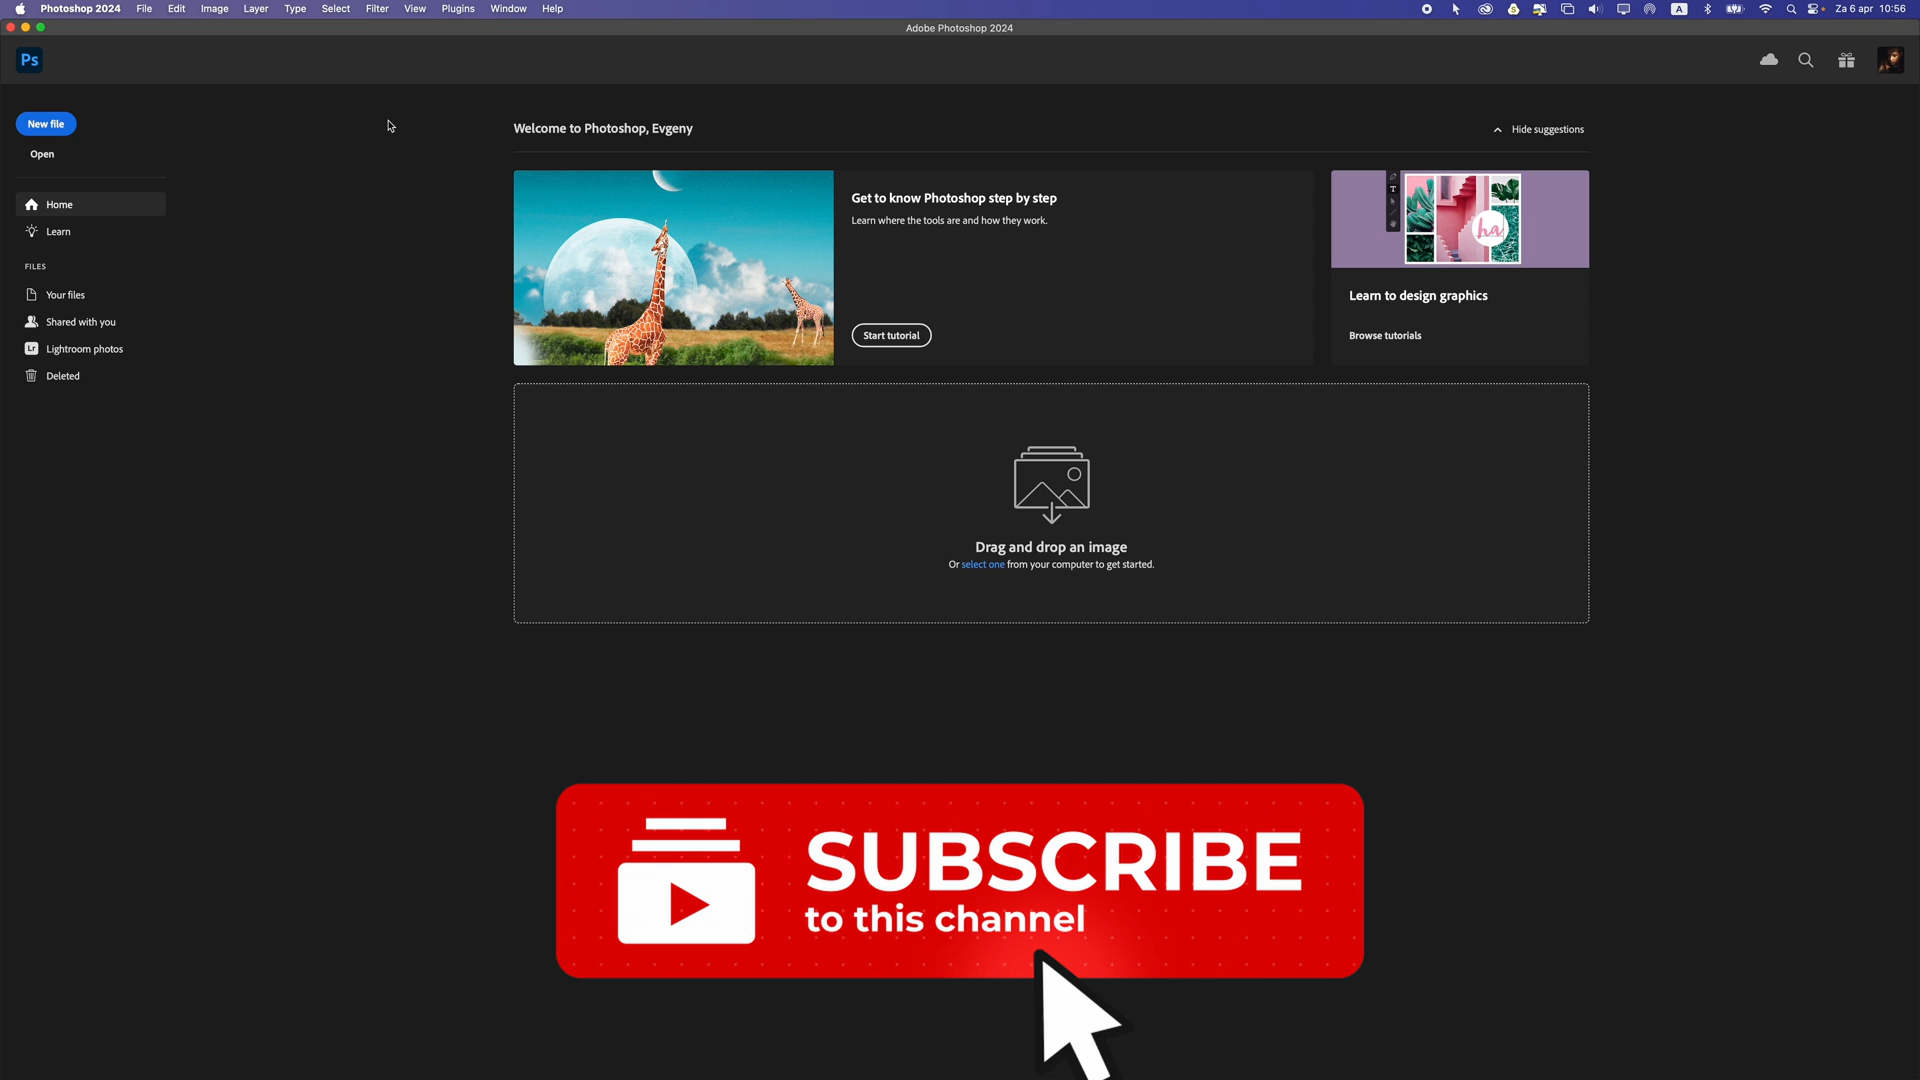 Photoshop 2024 File Edit Image Layer Type Select Filter View Plugins Window Help
A Za 6 apr 10:56
Adobe Photoshop 2024
Ps
New file
Open
Home
Learn
FILES
Your files
Shared with you
Lr Lightroom photos
Deleted
Welcome to Photoshop, Evgeny
Hide suggestions
Get to know Photoshop step by step
Learn where the tools are and how they work.
Start tutorial
T
ha
Learn to design graphics
Browse tutorials
Drag and drop an image
Or select one from your computer to get started.
SUBSCRIBE
to this channel